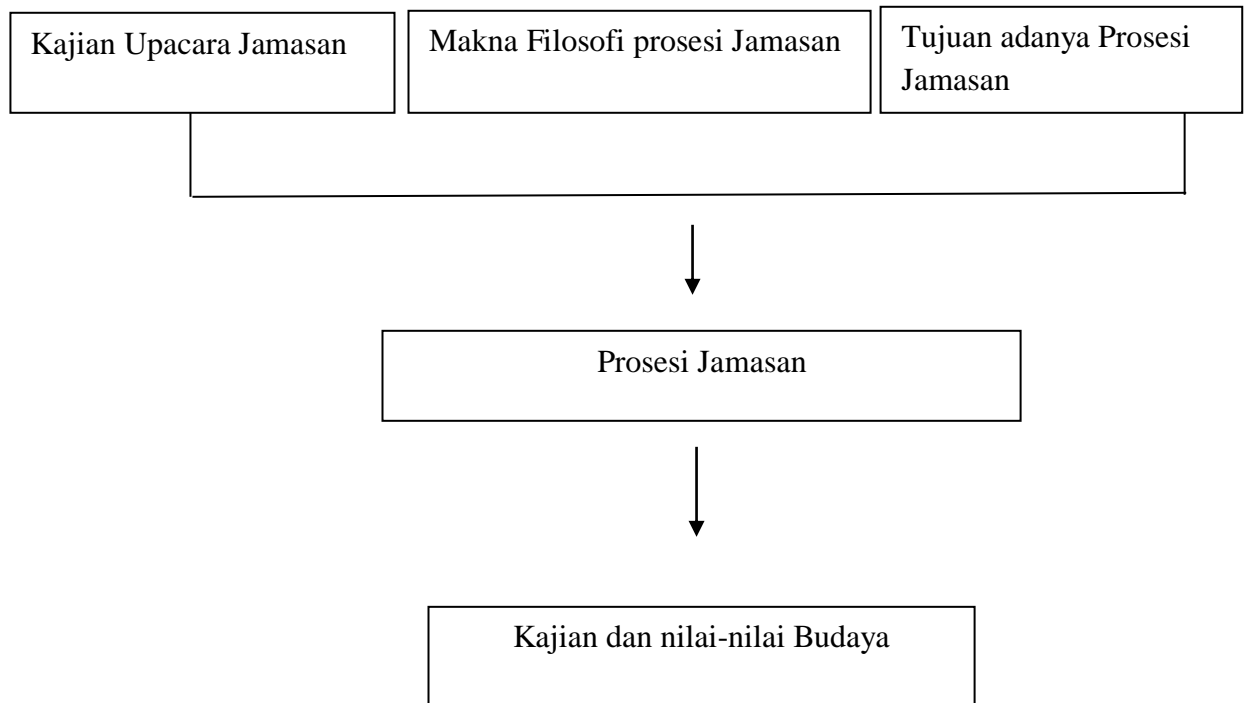 Kajian Upacara Jamasan
Makna Filosofi prosesi Jamasan
Tujuan adanya Prosesi
Jamasan
Prosesi Jamasan
Kajian dan nilai-nilai Budaya